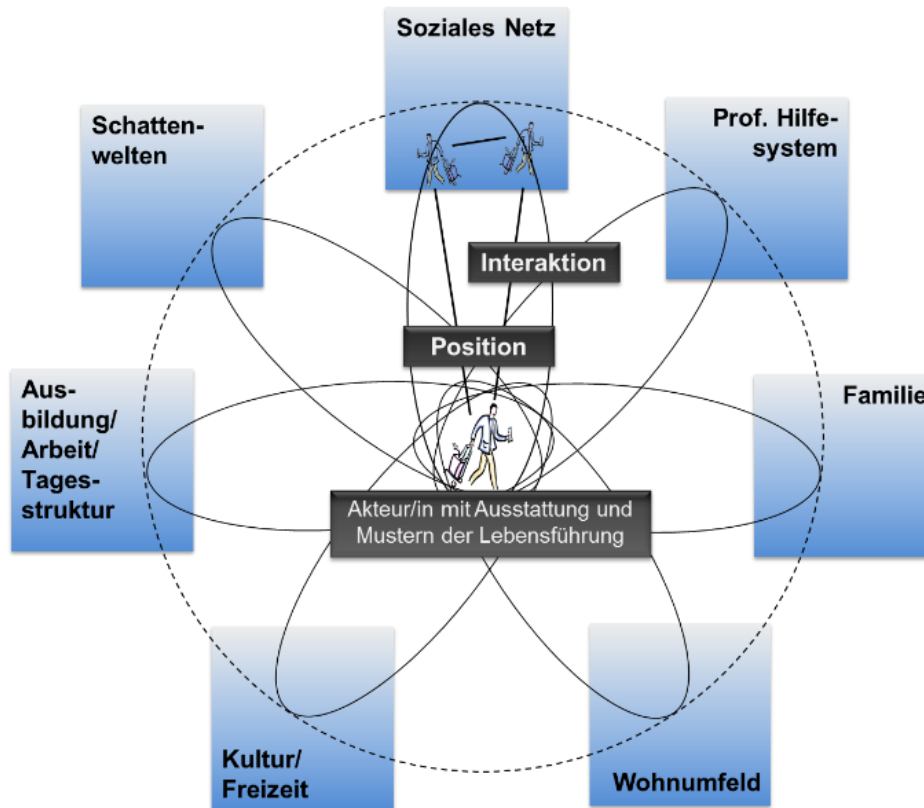 Soziales Netz
Schatten-
welten
Prof. Hilfe-
system
Interaktion
Position
Aus-
bildung/
Arbeit/
Tages-
struktur
Familie
Akteur/in mit Ausstattung und
Mustern der Lebensführung
Kultur/
Freizeit
Wohnumfeld